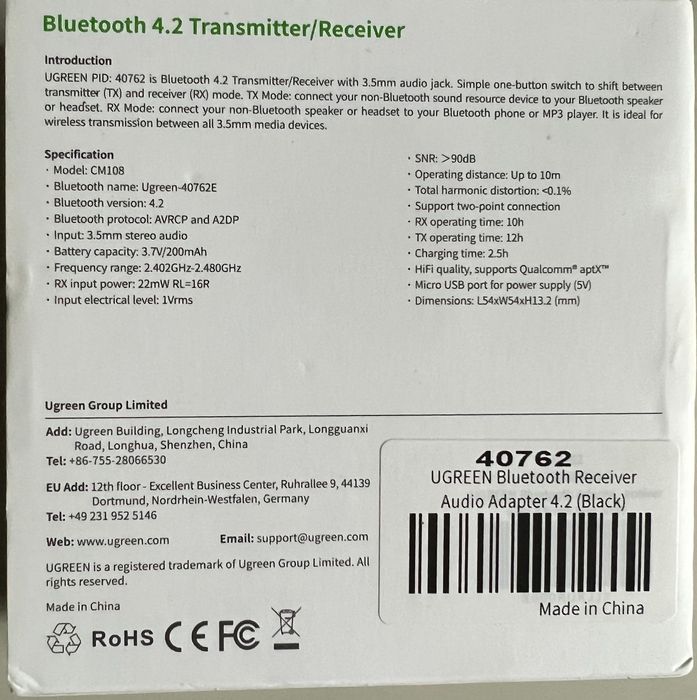 Bluetooth 4.2 Transmitter/Receiver
Introduction
UGREEN PID: 40762 is Bluetooth 4.2 Transmitter/Receiver with 3.5mm audio jack. Simple one-button switch to shift between
transmitter (TX) and receiver (RX) mode. TX Mode: connect your non-Bluetooth sound resource device to your Bluetooth speaker
or headset. RX Mode: connect your non-Bluetooth speaker or headset to your Bluetooth phone or MP3 player. It is ideal for
wireless transmission between all 3.5mm media devices.
Specification
· Model: CM108
· Bluetooth name: Ugreen-40762E
· Bluetooth version: 4.2
· Bluetooth protocol: AVRCP and A2DP
· Input: 3.5mm stereo audio
· Battery capacity: 3.7V/200mAh
· Frequency range: 2.402GHz-2.480GHz
· RX input power: 22mW RL=16R
· Input electrical level: 1Vrms
· SNR: >90dB
· Operating distance: Up to 10m
· Total harmonic distortion: <0.1%
· Support two-point connection
· RX operating time: 10h
· TX operating time: 12h
· Charging time: 2.5h
· HiFi quality, supports Qualcomm® aptX™
· Micro USB port for power supply (5V)
· Dimensions: L54xW54xH13.2 (mm)
Ugreen Group Limited
Add: Ugreen Building, Longcheng Industrial Park, Longguanxi
Road, Longhua, Shenzhen, China
Tel: +86-755-28066530
EU Add: 12th floor - Excellent Business Center, Ruhrallee 9, 44139
Dortmund, Nordrhein-Westfalen, Germany
Tel: +49 231 952 5146
Web: www.ugreen.com Email: support@ugreen.com
UGREEN is a registered trademark of Ugreen Group Limited. All
rights reserved.
Made in China
RoHS CE FC
40762
UGREEN Bluetooth Receiver
Audio Adapter 4.2 (Black)
Made in China